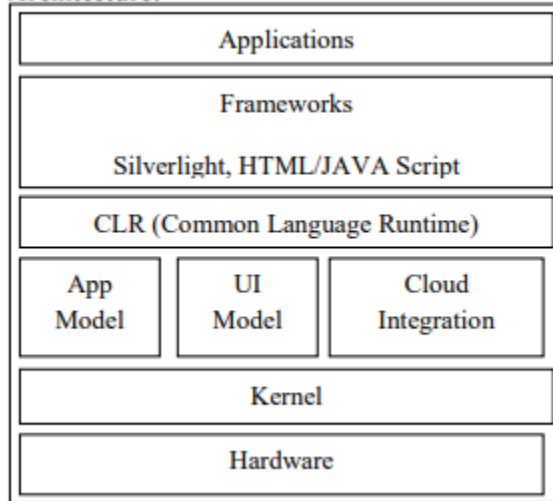 Applications
Frameworks
Silverlight, HTML/JAVA Script
CLR (Common Language Runtime)
App
Model
UI
Model
Cloud
Integration
Kernel
Hardware